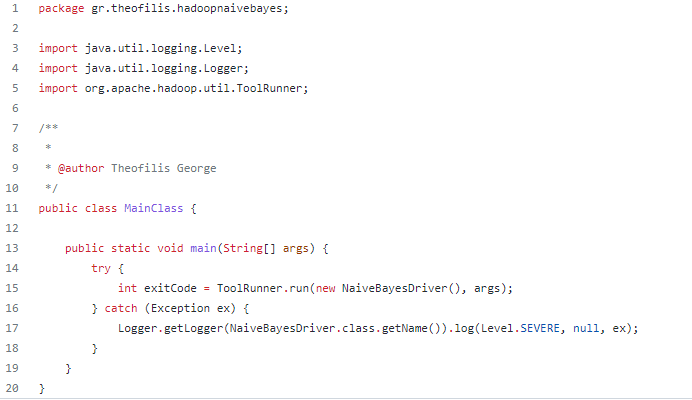 1 package gr.theofilis.hadoopnaivebayes;
2
3 import java.util.logging.Level;
4 import java.util.logging.Logger;
5 import org.apache.hadoop.util.ToolRunner;
6
7 /**
8  *
9  * @author Theofilis George
10  */
11 public class MainClass {
12
13     public static void main(String[] args) {
14         try {
15             int exitCode = ToolRunner.run(new NaiveBayesDriver(), args);
16         } catch (Exception ex) {
17             Logger.getLogger(NaiveBayesDriver.class.getName()).log(Level.SEVERE, null, ex);
18         }
19     }
20 }